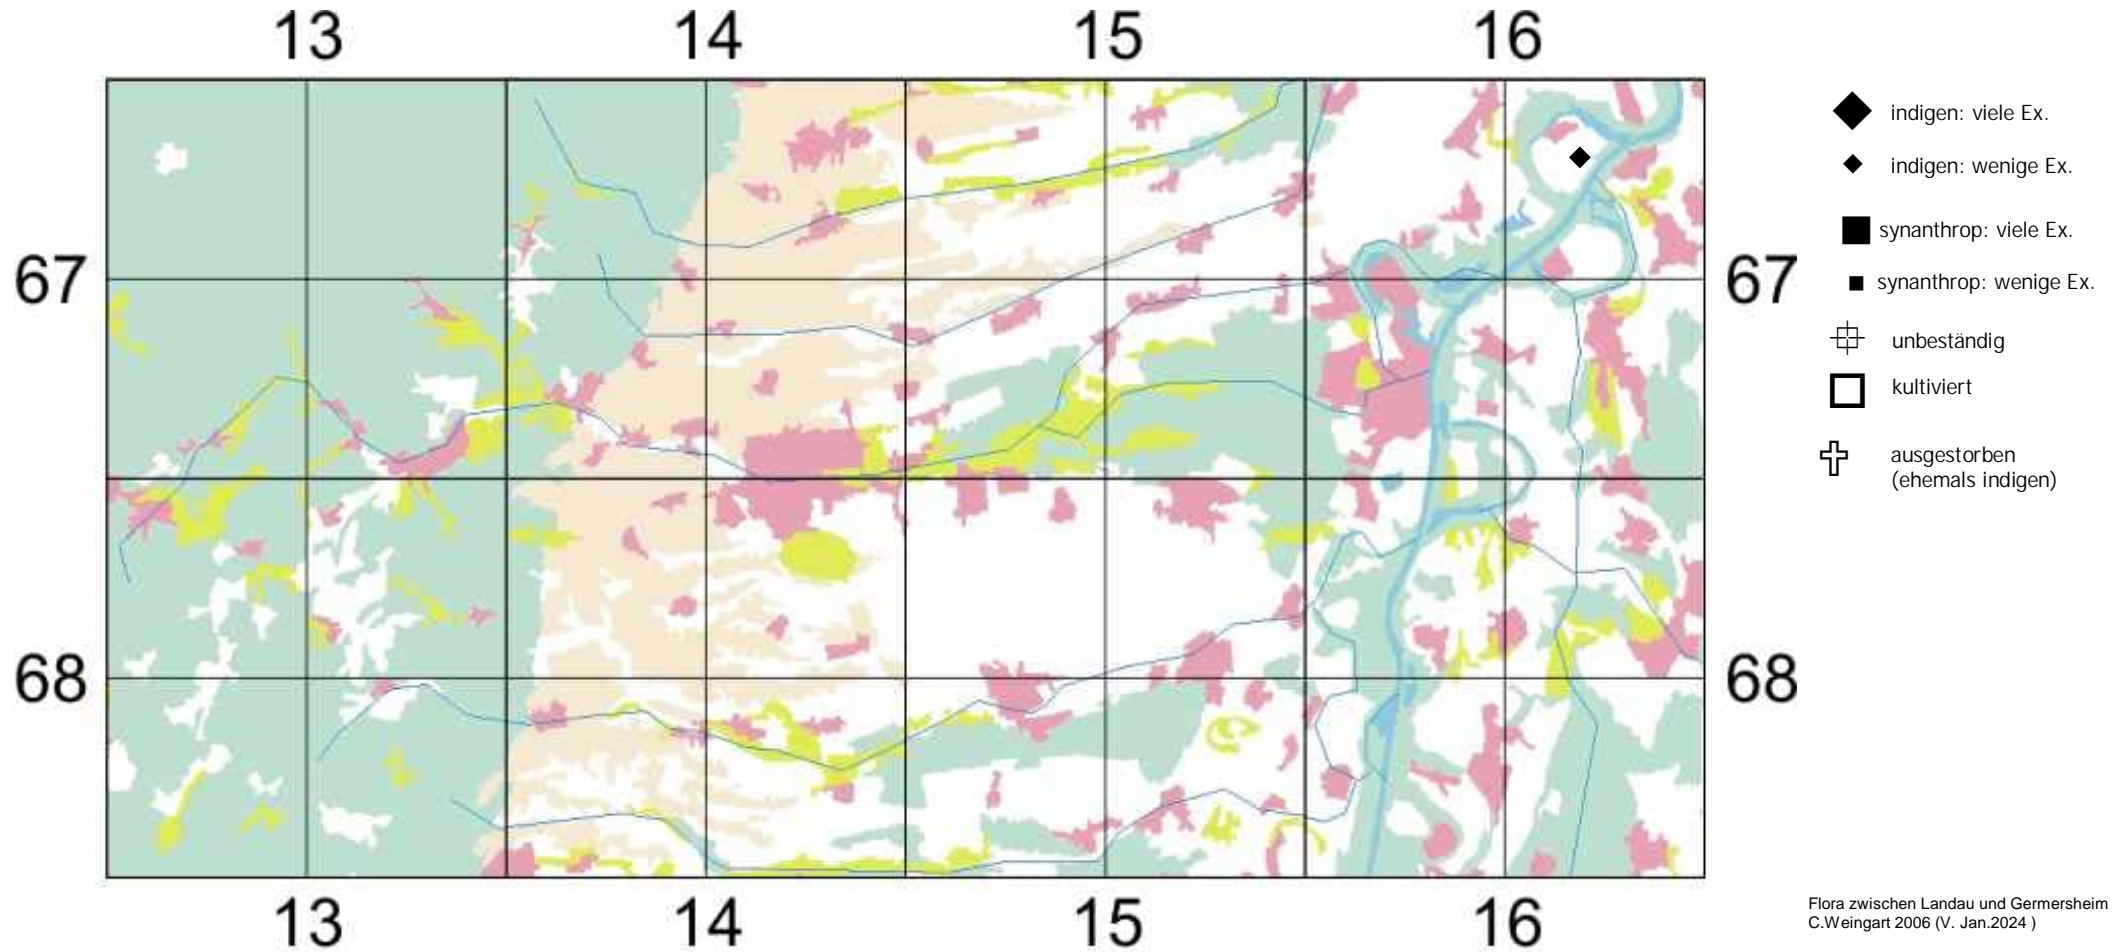 13 14 15 16
67 67
68 68
13 14 15 16
indigen: viele Ex.
indigen: wenige Ex.
synanthrop: viele Ex.
synanthrop: wenige Ex.
unbeständig
kultiviert
ausgestorben
(ehemals indigen)
Flora zwischen Landau und Germersheim
C.Weingart 2006 (V. Jan.2024 )